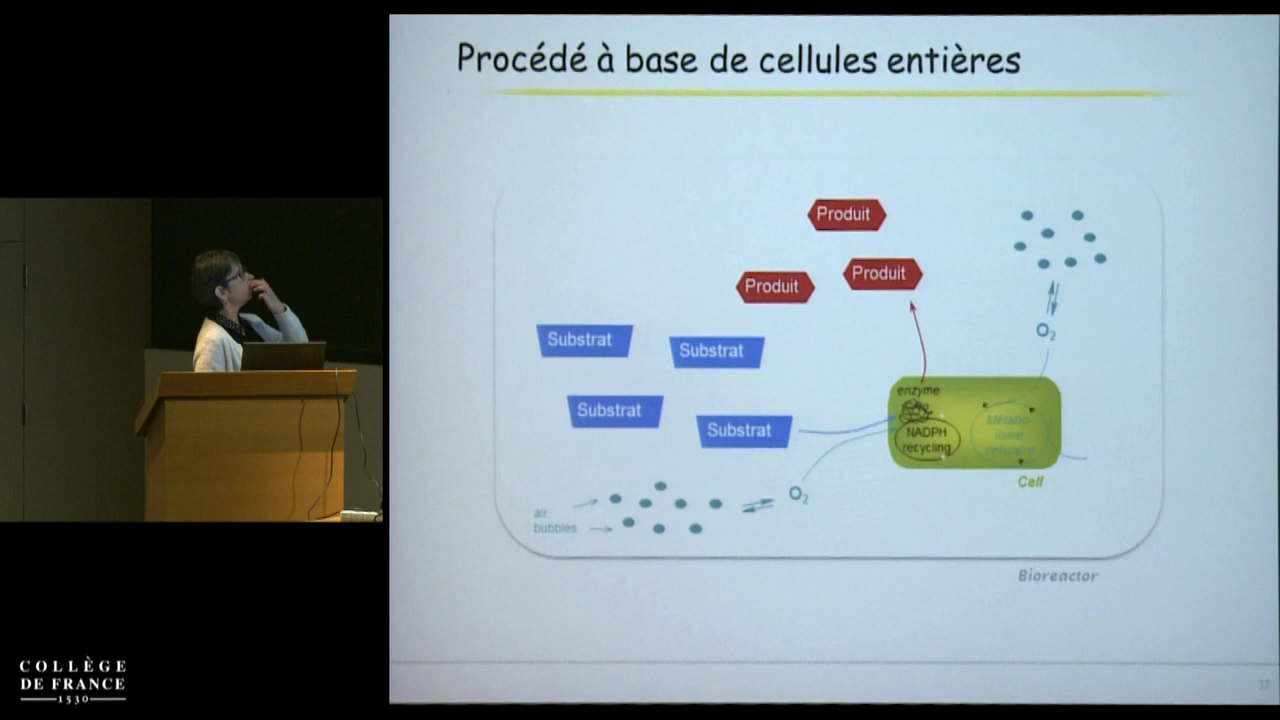 Procédé à base de cellules entières
Produit
Produit
Produit
O2
Substrat
Substrat
Substrat
Substrat
enzyme
NADPH
recycling
Cell
O2
air
bubbles
Bioreactor
COLLÈGE
DE FRANCE
1530
37